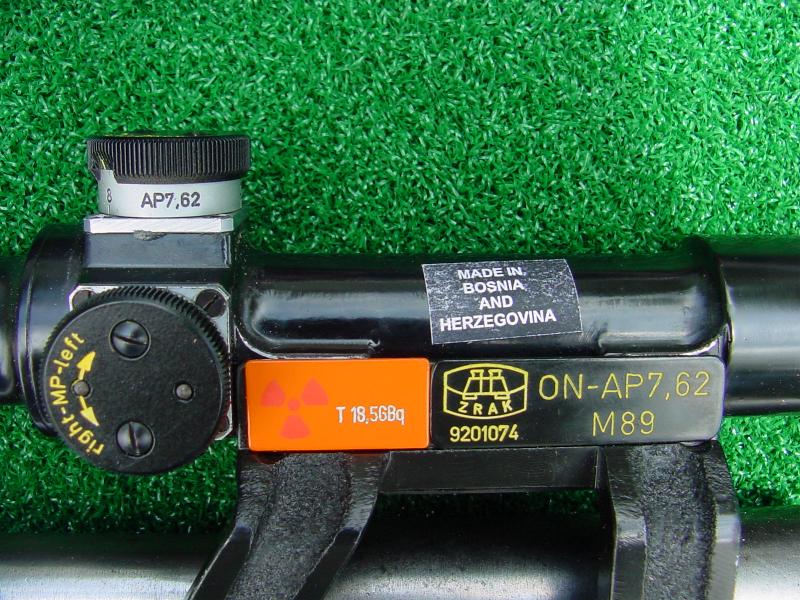 8
AP7,62
MADE IN
BOSNIA
AND
HERZEGOVINA
right-MP-left
T 18,5GBq
ZRAK
9201074
ON-AP7,62
M89